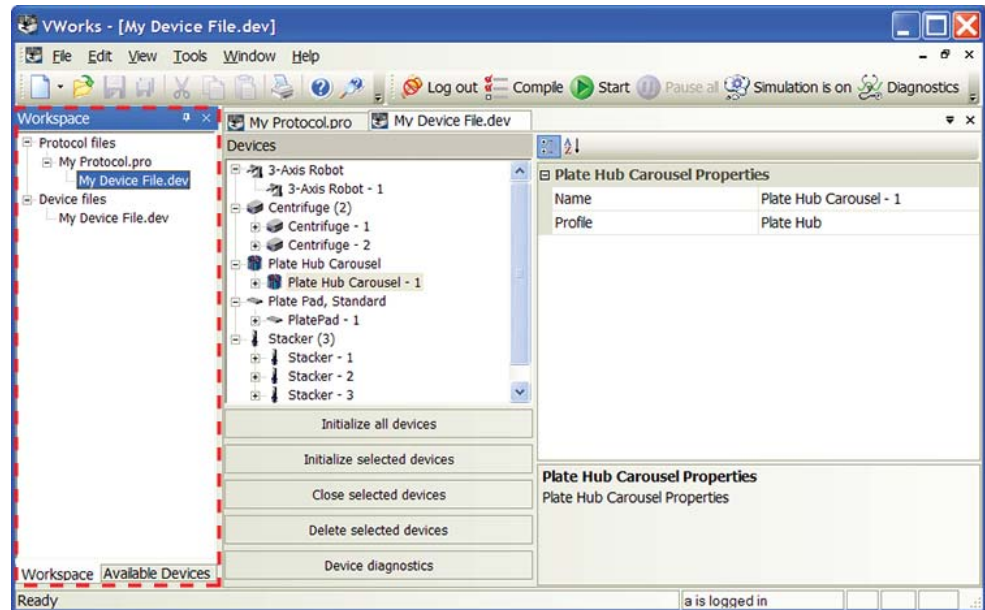 VWorks - [My Device File.dev]
File Edit View Tools Window Help
Log out Compile Start Pause all Simulation is on Diagnostics
Workspace
Protocol files
My Protocol.pro
My Device File.dev
Device files
My Device File.dev
Workspace Available Devices
My Protocol.pro My Device File.dev
Devices
3-Axis Robot
3-Axis Robot - 1
Centrifuge (2)
Centrifuge - 1
Centrifuge - 2
Plate Hub Carousel
Plate Hub Carousel - 1
Plate Pad, Standard
PlatePad - 1
Stacker (3)
Stacker - 1
Stacker - 2
Stacker - 3
Initialize all devices
Initialize selected devices
Close selected devices
Delete selected devices
Device diagnostics
Plate Hub Carousel Properties
Name Plate Hub Carousel - 1
Profile Plate Hub
Plate Hub Carousel Properties
Plate Hub Carousel Properties
Ready a is logged in